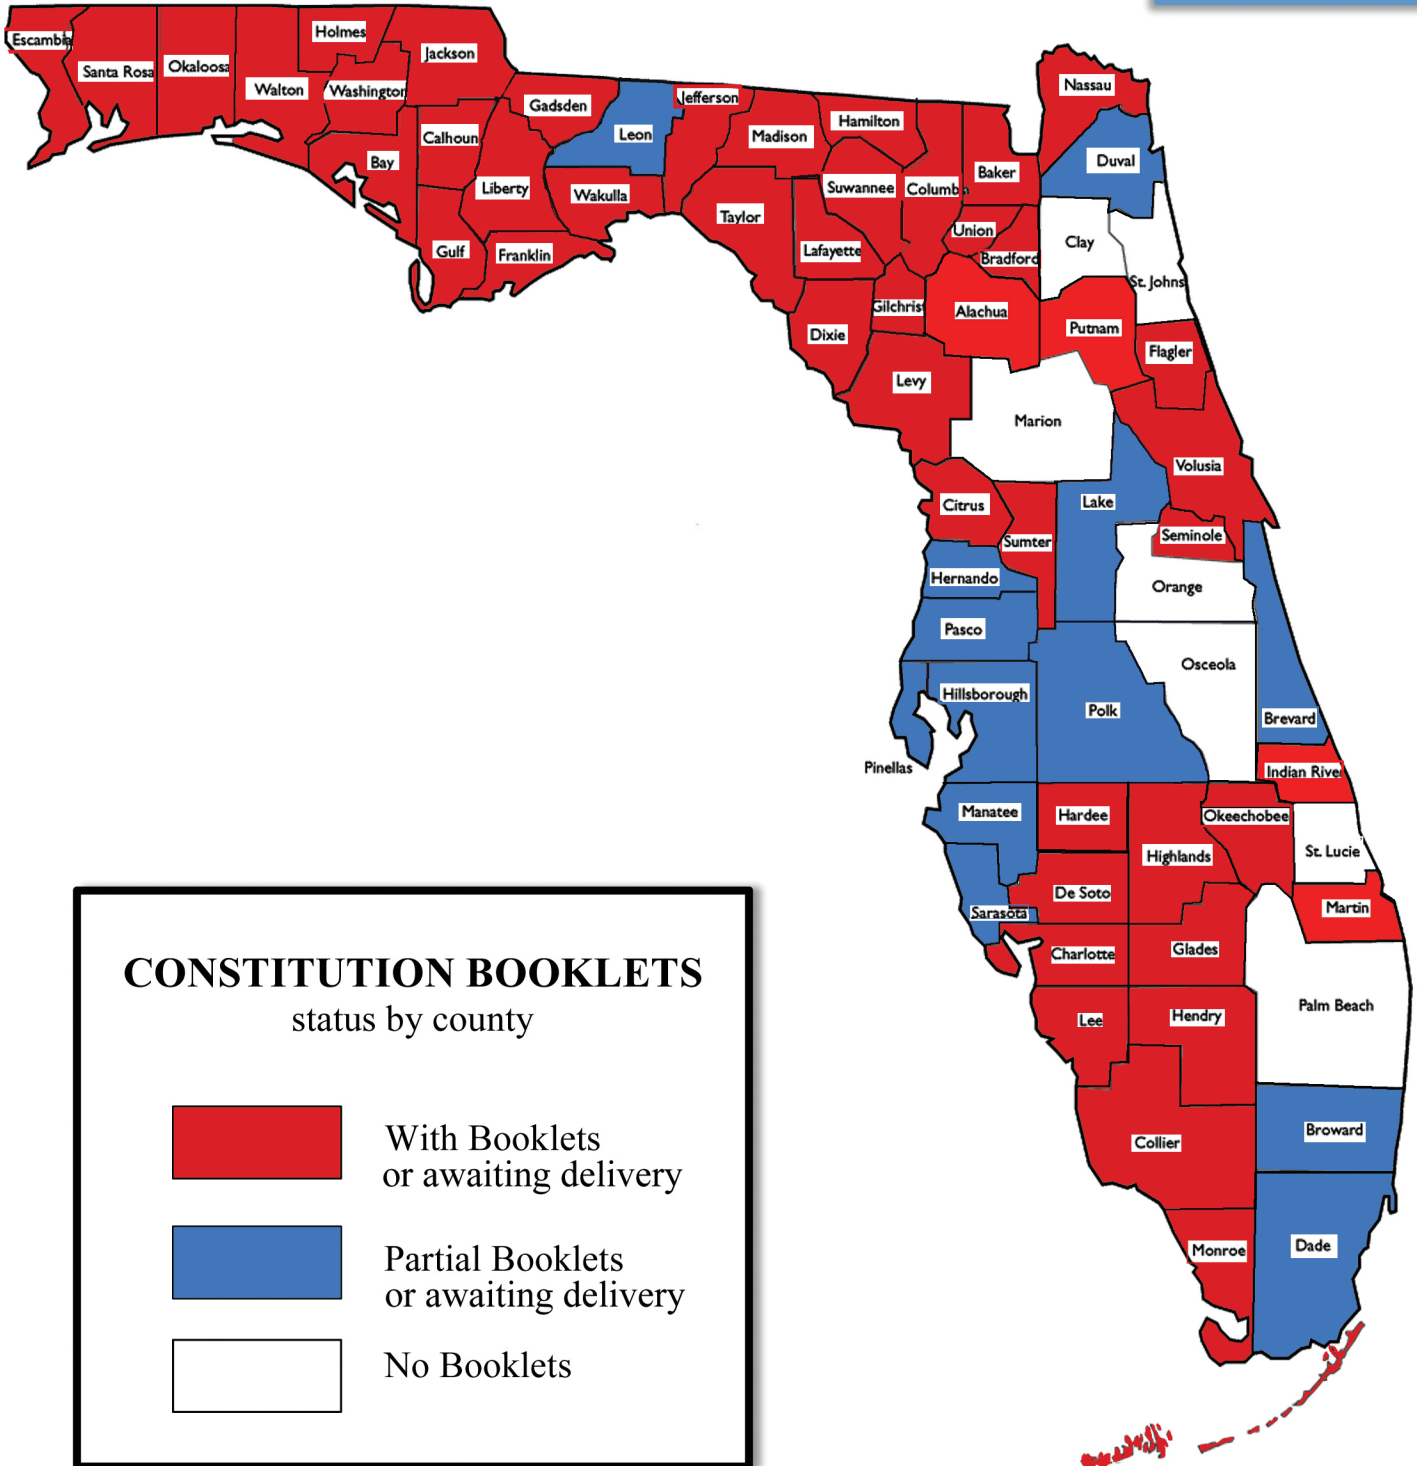 Escambia
Santa Rosa
Okaloosa
Walton
Holmes
Washington
Jackson
Bay
Calhoun
Gulf
Liberty
Franklin
Gadsden
Leon
Wakulla
Jefferson
Madison
Taylor
Hamilton
Suwannee
Lafayette
Columbia
Baker
Union
Bradford
Nassau
Duval
Clay
St. Johns
Gilchrist
Alachua
Putnam
Flagler
Dixie
Levy
Marion
Volusia
Citrus
Sumter
Lake
Seminole
Hernando
Orange
Pasco
Osceola
Hillsborough
Polk
Brevard
Pinellas
Indian River
Manatee
Hardee
Okeechobee
Highlands
St. Lucie
De Soto
Sarasota
Martin
Charlotte
Glades
Palm Beach
Lee
Hendry
Broward
Collier
Monroe
Dade
CONSTITUTION BOOKLETS
status by county
With Booklets
or awaiting delivery
Partial Booklets
or awaiting delivery
No Booklets